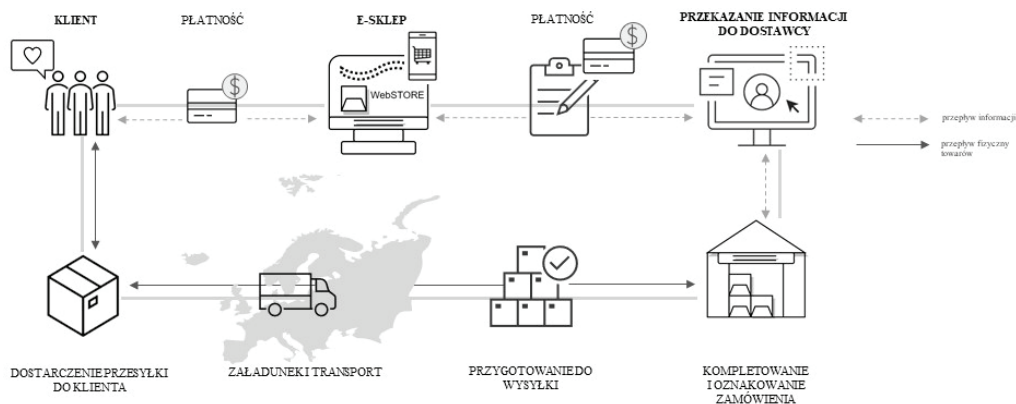 KLIENT
PŁATNOŚĆ
E-SKLEP
PŁATNOŚĆ
PRZEKAZANIE INFORMACJI
DO DOSTAWCY
$
$
WebSTORE
przepływ informacji
przepływ fizyczny
towarów
DOSTARCZENIE PRZESYŁKI
DO KLIENTA
ZAŁADUNEK I TRANSPORT
PRZYGOTOWANIE DO
WYSYŁKI
KOMPLETOWANIE
I OZNAKOWANIE
ZAMÓWIENIA